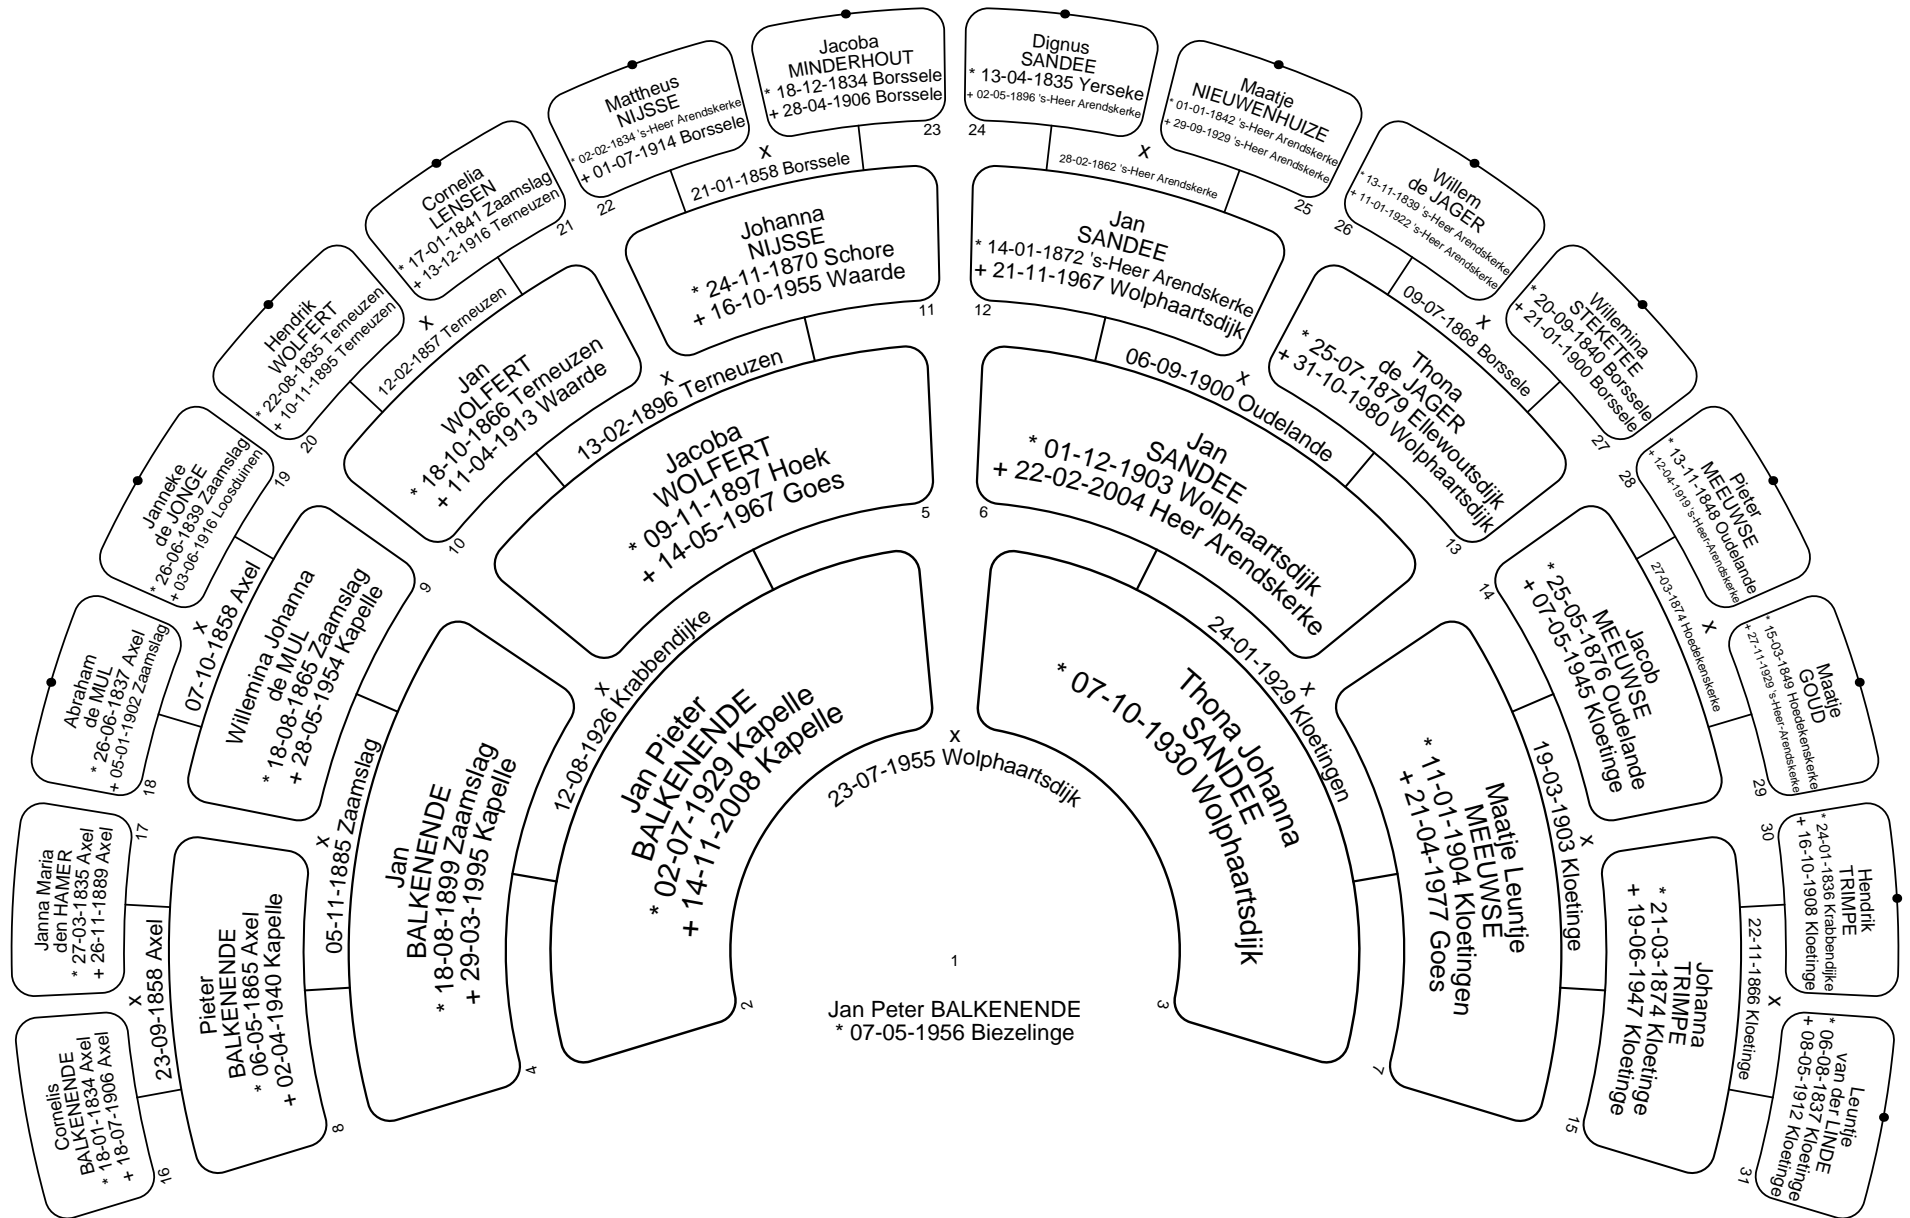 1
Jan Peter BALKENENDE
* 07-05-1956 Biezelinge
23-07-1955 Wolphaartsdijk
x
2
Jan Pieter
BALKENENDE
* 02-07-1929 Kapelle
+ 14-11-2008 Kapelle
3
Thona Johanna
SANDEE
* 07-10-1930 Wolphaartsdijk
12-08-1926 Krabbendijke
x
24-01-1929 Kloetingen
x
4
Jan
BALKENENDE
* 18-08-1899 Zaamslag
+ 29-03-1995 Kapelle
5
Jacoba
WOLFERT
* 09-11-1897 Hoek
+ 14-05-1967 Goes
6
Jan
SANDEE
* 01-12-1903 Wolphaartsdijk
+ 22-02-2004 Heer Arendskerke
7
Maatje Leuntje
MEEUWSE
* 11-01-1904 Kloetingen
+ 21-04-1977 Goes
05-11-1885 Zaamslag
x
13-02-1896 Terneuzen
x
06-09-1900 Oudelande
x
19-03-1903 Kloetinge
x
8
Pieter
BALKENENDE
* 06-05-1865 Axel
+ 02-04-1940 Kapelle
9
Willemina Johanna
de MUL
* 18-08-1865 Zaamslag
+ 28-05-1954 Kapelle
10
Jan
WOLFERT
* 18-10-1866 Terneuzen
+ 11-04-1913 Waarde
11
Johanna
NIJSSE
* 24-11-1870 Schore
+ 16-10-1955 Waarde
12
Jan
SANDEE
* 14-01-1872 's-Heer Arendskerke
+ 21-11-1967 Wolphaartsdijk
13
Thona
de JAGER
* 25-07-1879 Ellewoutsdijk
+ 31-10-1980 Wolphaartsdijk
14
Jacob
MEEUWSE
* 25-05-1876 Oudelande
+ 07-05-1945 Kloetinge
15
Johanna
TRIMPE
* 21-03-1874 Kloetinge
+ 19-06-1947 Kloetinge
23-09-1858 Axel
x
07-10-1858 Axel
x
12-02-1857 Terneuzen
x
21-01-1858 Borssele
x
28-02-1862 's-Heer Arendskerke
x
09-07-1868 Borssele
x
27-03-1874 Hoedekenskerke
x
22-11-1866 Kloetinge
x
16
Cornelis
BALKENENDE
* 18-01-1834 Axel
+ 18-07-1906 Axel
17
Janna Maria
den HAMER
* 27-03-1835 Axel
+ 26-11-1889 Axel
18
Abraham
de MUL
* 26-06-1837 Axel
+ 05-01-1902 Zaamslag
19
Janneke
de JONGE
* 26-06-1839 Zaamslag
+ 03-06-1916 Loosduinen
20
Hendrik
WOLFERT
* 22-08-1835 Terneuzen
+ 10-11-1895 Terneuzen
21
Cornelia
LENSEN
* 17-01-1841 Zaamslag
+ 13-12-1916 Terneuzen
22
Mattheus
NIJSSE
* 02-02-1834 's-Heer Arendskerke
+ 01-07-1914 Borssele
23
Jacoba
MINDERHOUT
* 18-12-1834 Borssele
+ 28-04-1906 Borssele
24
Dignus
SANDEE
* 13-04-1835 Yerseke
+ 02-05-1896 's-Heer Arendskerke
25
Maatje
NIEUWENHUIZE
* 01-01-1842 's-Heer Arendskerke
+ 29-09-1929 's-Heer Arendskerke
26
Willem
de JAGER
* 13-11-1839 's-Heer Arendskerke
+ 11-01-1922 's-Heer Arendskerke
27
Willemina
STEKETEE
* 20-09-1840 Borssele
+ 21-01-1900 Borssele
28
Pieter
MEEUWSE
* 13-11-1848 Oudelande
+ 12-04-1919 's-Heer-Arendskerke
29
Maatje
GOUD
* 15-03-1849 Hoedekenskerke
+ 27-11-1929 's-Heer-Arendskerke
30
Hendrik
TRIMPE
* 24-01-1836 Krabbendijke
+ 16-10-1908 Kloetinge
31
Leuntje
van der LINDE
* 06-08-1837 Kloetinge
+ 08-05-1912 Kloetinge